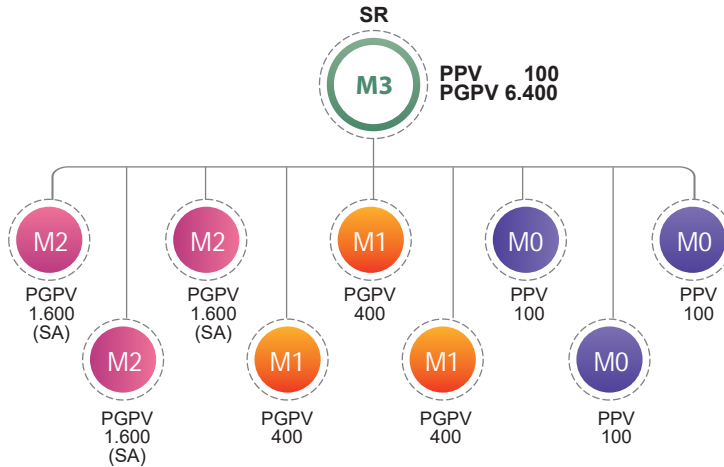 SR
M3
PPV 100
PGPV 6.400
M2
M2
M1
M0
M0
PGPV
1.600
(SA)
PGPV
1.600
(SA)
PGPV
400
PPV
100
PPV
100
M2
M1
M1
M0
PGPV
1.600
(SA)
PGPV
400
PGPV
400
PPV
100